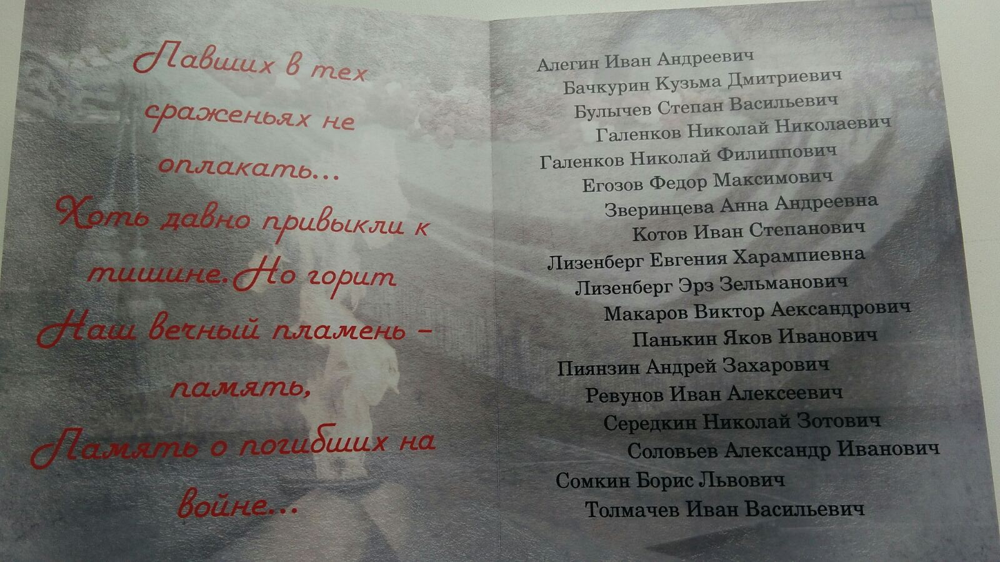 Павших в тех
сраженьях не
оплакать...
Хоть давно привыкли к
тишине. Но горит
Наш вечный пламень –
память,
Память о погибших на
войне...
Алегин Иван Андреевич
Бачкурин Кузьма Дмитриевич
Булычев Степан Васильевич
Галенков Николай Николаевич
Галенков Николай Филиппович
Егозов Федор Максимович
Зверинцева Анна Андреевна
Котов Иван Степанович
Лизенберг Евгения Харампиевна
Лизенберг Эрз Зельманович
Макаров Виктор Аександрович
Панькин Яков Иванович
Пиянзин Андрей Захарович
Ревунов Иван Алексеевич
Середкин Николай Зотович
Соловьев Александр Иванович
Сомкин Борис Львович
Толмачев Иван Васильевич